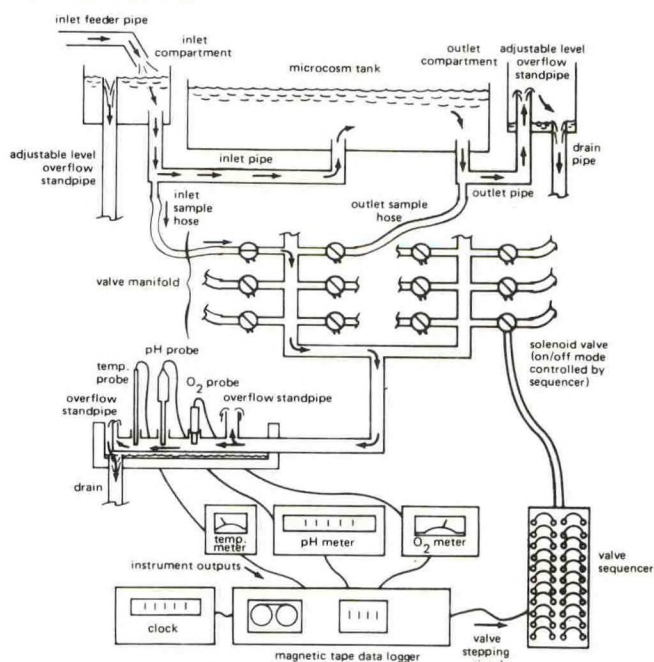 inlet feeder pipe
inlet
compartment
microcosm tank
outlet
compartment
adjustable level
overflow
standpipe
adjustable level
overflow
standpipe
inlet pipe
drain
pipe
inlet
sample
hose
outlet sample
hose
outlet pipe
valve manifold
solenoid valve
(on/off mode
controlled by
sequencer)
pH probe
temp.
probe
O2 probe
overflow
standpipe
overflow standpipe
drain
temp.
meter
pH meter
O2 meter
valve
sequencer
instrument outputs
clock
magnetic tape data logger
valve
stepping